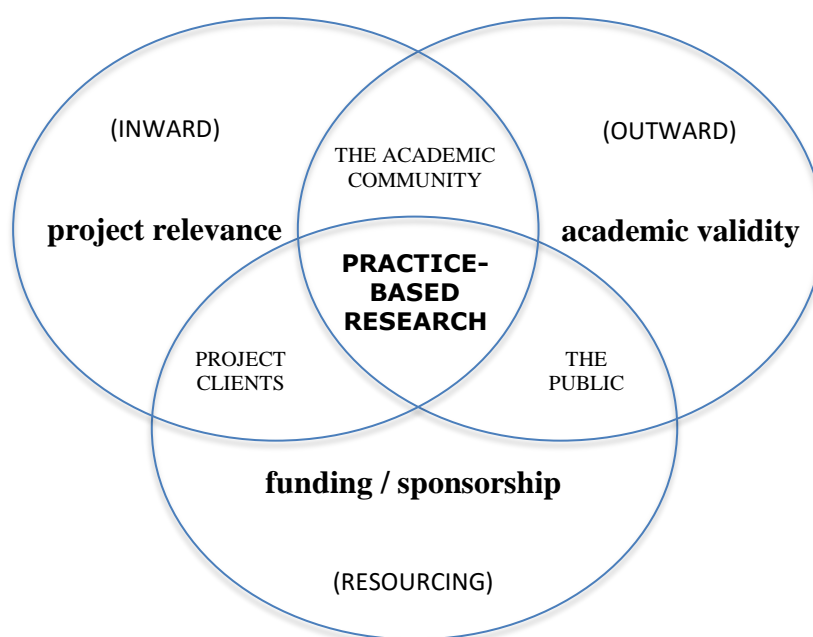 (INWARD)
(OUTWARD)
THE ACADEMIC
COMMUNITY
project relevance
academic validity
PRACTICE-
BASED
RESEARCH
PROJECT
CLIENTS
THE
PUBLIC
funding / sponsorship
(RESOURCING)